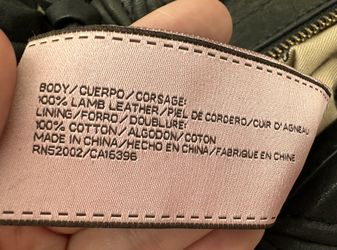 BODY/CUERPO/CORSAGE:
100% LAMB LEATHER/PIEL DE CORDERO/CUIR D'AGNEAU
LINING/FORRO/DOUBLURE:
100% COTTON/ALGODON/COTON
MADE IN CHINA/HECHO EN CHINA/FABRIQUE EN CHINE
RN52002/CA16396